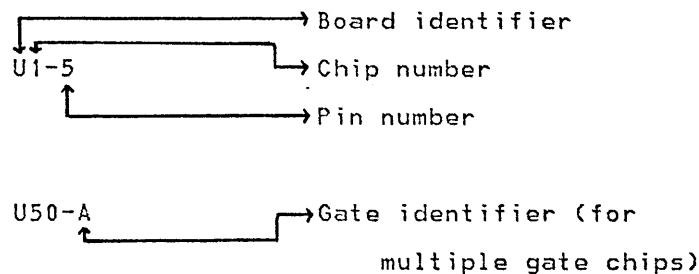 Board identifier
U1-5
Chip number
Pin number
U50-A
Gate identifier (for
multiple gate chips)